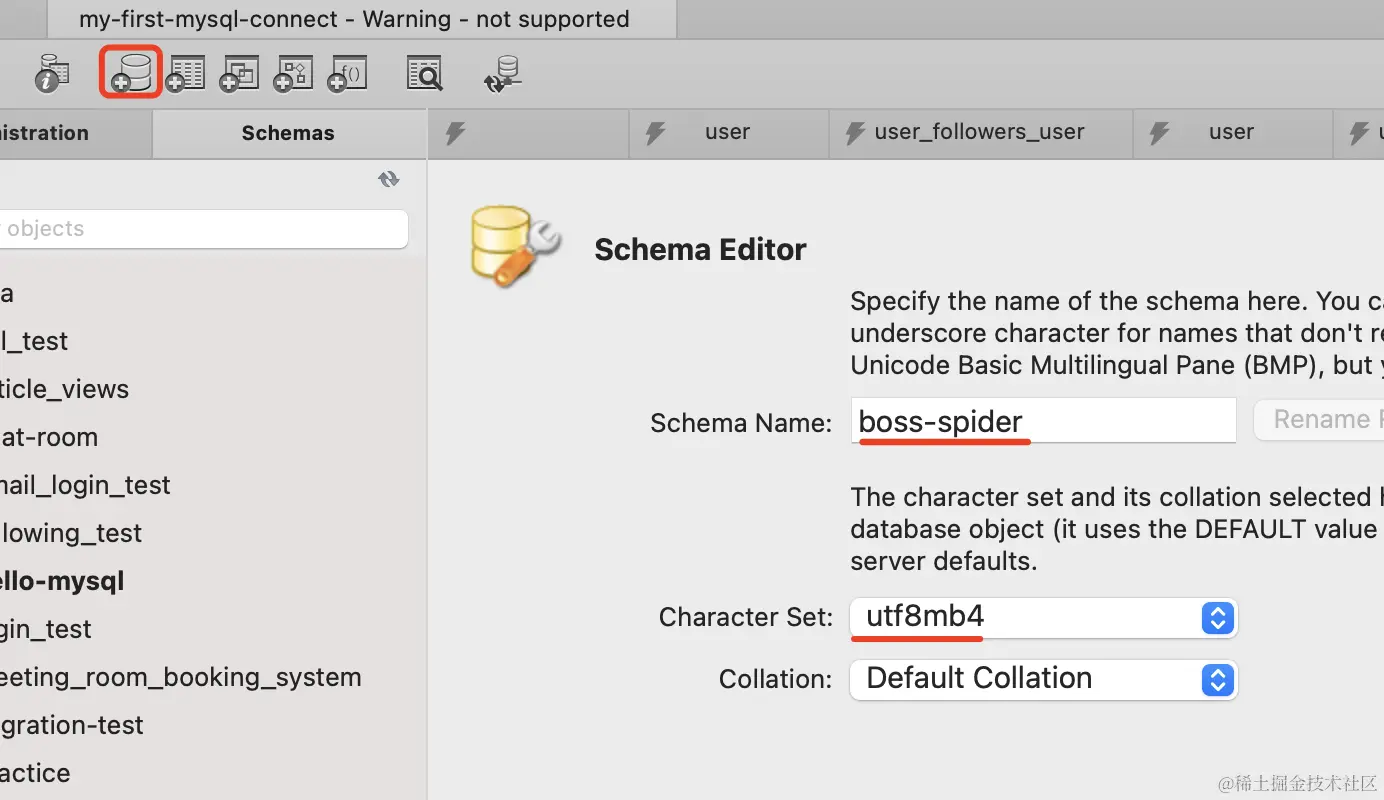 my-first-mysql-connect - Warning - not supported
istration
Schemas
user
user_followers_user
user
objects
a
l_test
ticle_views
at-room
nail_login_test
lowing_test
ello-mysql
gin_test
eeting_room_booking_system
gration-test
actice
Schema Editor
Specify the name of the schema here. You ca
underscore character for names that don't re
Unicode Basic Multilingual Pane (BMP), but y
Schema Name:
boss-spider
Rename
The character set and its collation selected h
database object (it uses the DEFAULT value
server defaults.
Character Set:
utf8mb4
Collation:
Default Collation
@稀土掘金技术社区